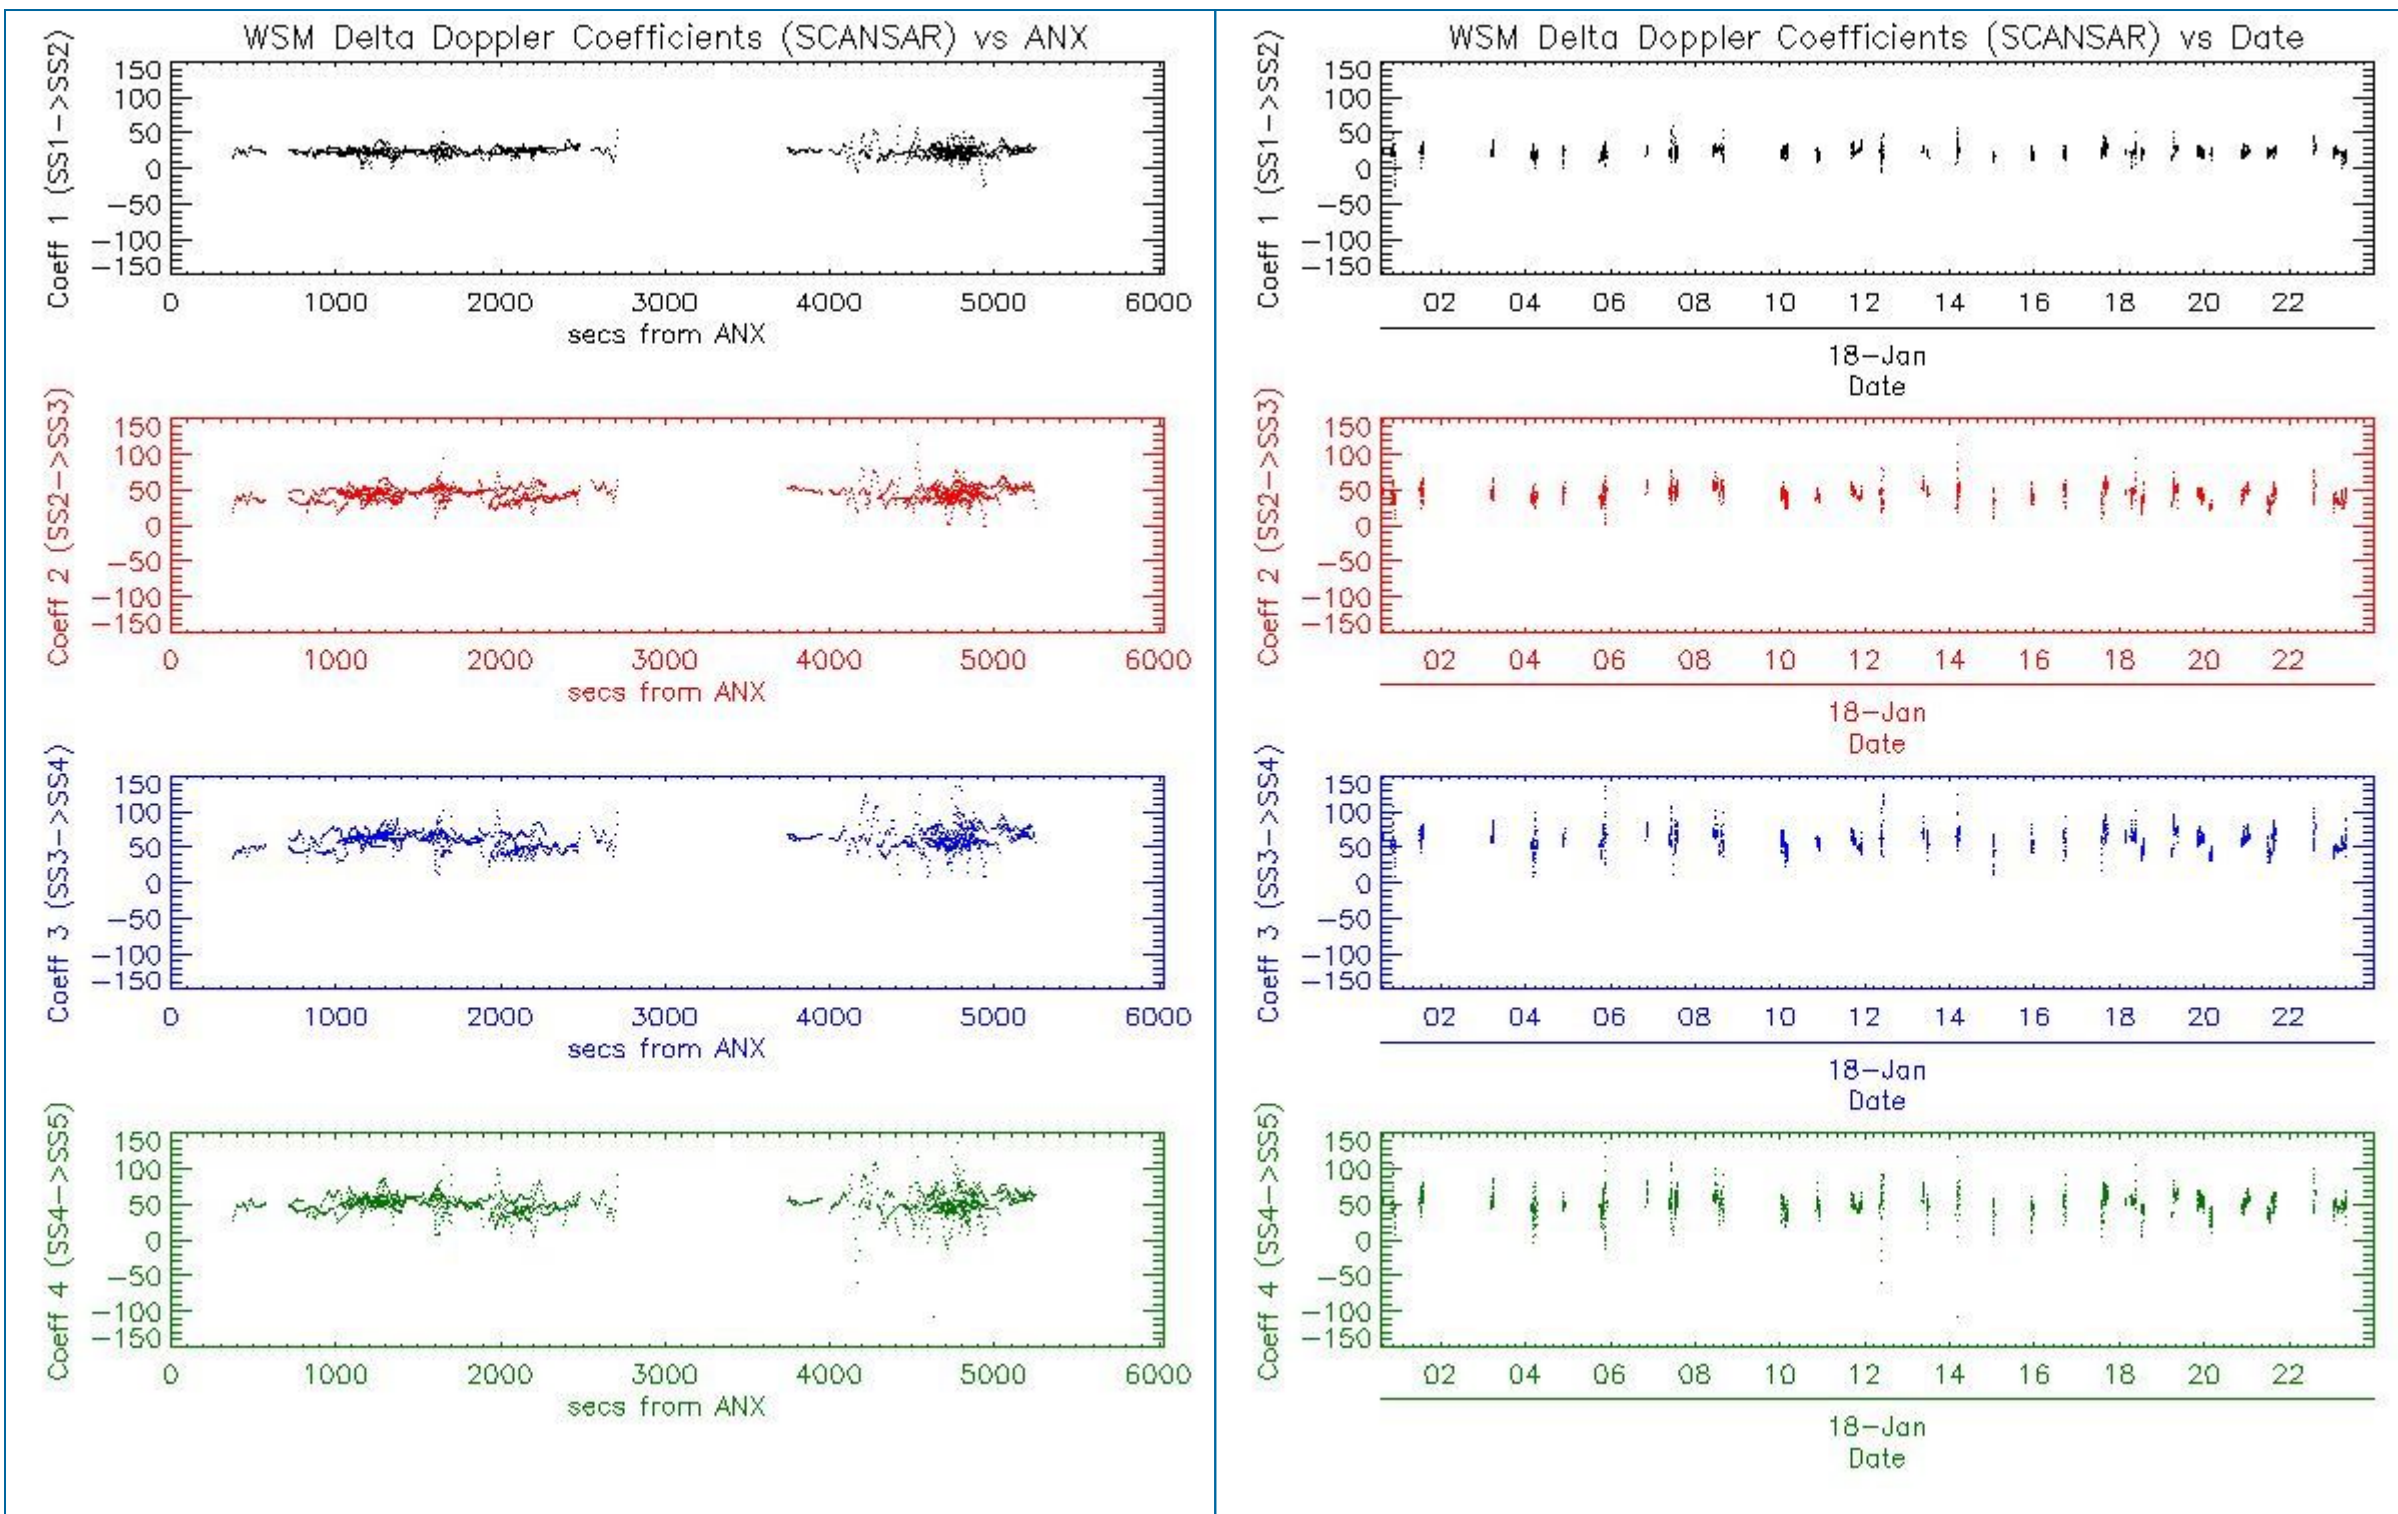 WSM Delta Doppler Coefficients (SCANSAR) vs ANX
Coeff 1 (SS1->SS2)
150
100
50
0
-50
-100
-150
0 1000 2000 3000 4000 5000 6000
secs from ANX
Coeff 2 (SS2->SS3)
150
100
50
0
-50
-100
-150
0 1000 2000 3000 4000 5000 6000
secs from ANX
Coeff 3 (SS3->SS4)
150
100
50
0
-50
-100
-150
0 1000 2000 3000 4000 5000 6000
secs from ANX
Coeff 4 (SS4->SS5)
150
100
50
0
-50
-100
-150
0 1000 2000 3000 4000 5000 6000
secs from ANX
WSM Delta Doppler Coefficients (SCANSAR) vs Date
Coeff 1 (SS1->SS2)
150
100
50
0
-50
-100
-150
02 04 06 08 10 12 14 16 18 20 22
18-Jan
Date
Coeff 2 (SS2->SS3)
150
100
50
0
-50
-100
-150
02 04 06 08 10 12 14 16 18 20 22
18-Jan
Date
Coeff 3 (SS3->SS4)
150
100
50
0
-50
-100
-150
02 04 06 08 10 12 14 16 18 20 22
18-Jan
Date
Coeff 4 (SS4->SS5)
150
100
50
0
-50
-100
-150
02 04 06 08 10 12 14 16 18 20 22
18-Jan
Date